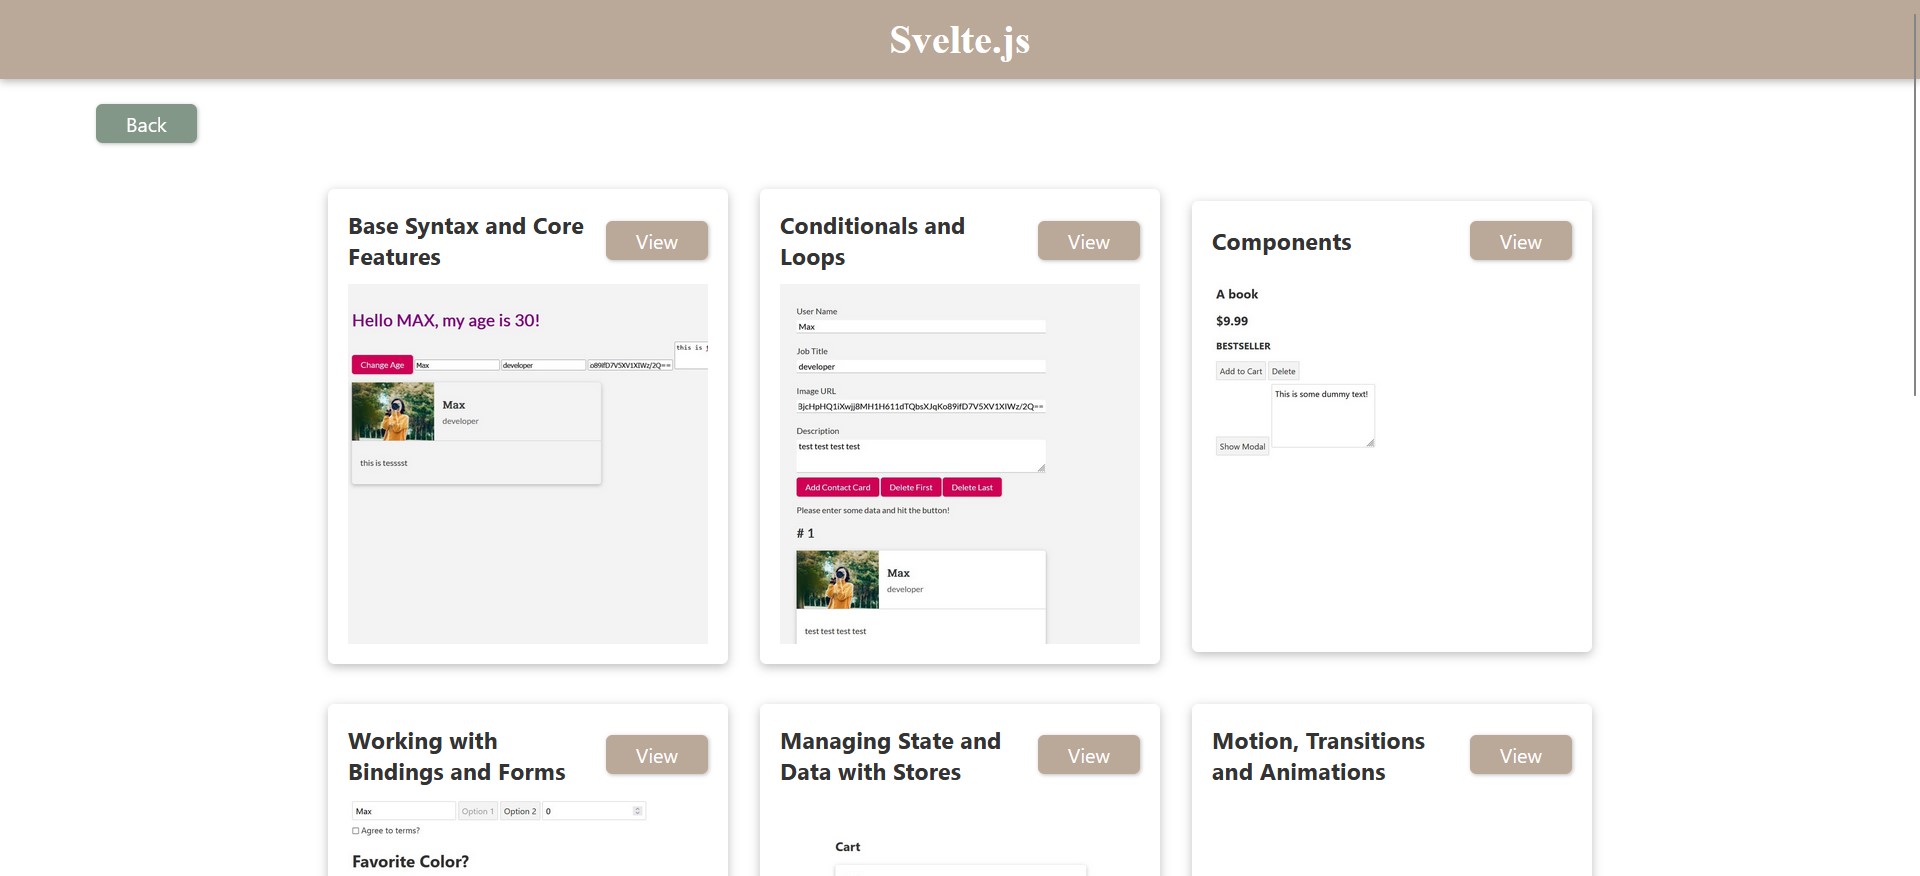 Svelte.js
Back
Base Syntax and Core
Features
View
Hello MAX, my age is 30!
this is
Change Age
Max
developer
o89ifD7V5XV1XIWz/2Q==
Max
developer
this is tesssst
Conditionals and
Loops
View
User Name
Max
Job Title
developer
Image URL
3jcHpHQ1iXwjj8MH1H611dTQbsXJqKo89ifD7V5XV1XIWz/2Q==
Description
test test test test
Add Contact Card
Delete First
Delete Last
Please enter some data and hit the button!
# 1
Max
developer
test test test test
Components
View
A book
$9.99
BESTSELLER
Add to Cart
Delete
This is some dummy text!
Show Modal
Working with
Bindings and Forms
View
Max
Option 1
Option 2
0
Agree to terms?
Favorite Color?
Managing State and
Data with Stores
View
Cart
Motion, Transitions
and Animations
View